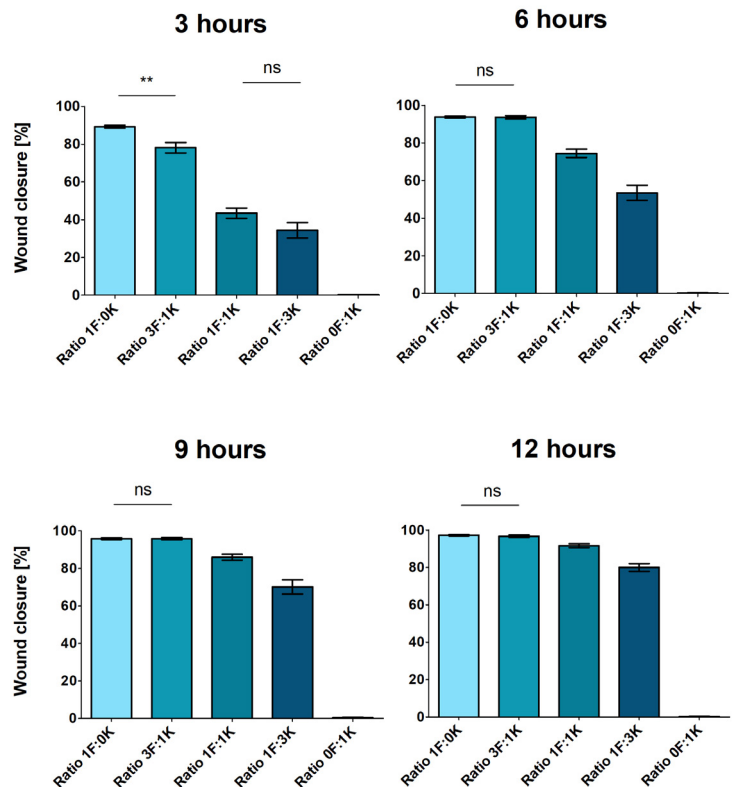 3 hours
Wound closure [%]
**
ns
100
80
60
40
20
0
Ratio 1F:0K
Ratio 3F:1K
Ratio 1F:1K
Ratio 1F:3K
Ratio 0F:1K
6 hours
ns
100
80
60
40
20
0
Ratio 1F:0K
Ratio 3F:1K
Ratio 1F:1K
Ratio 1F:3K
Ratio 0F:1K
9 hours
Wound closure [%]
ns
100
80
60
40
20
0
Ratio 1F:0K
Ratio 3F:1K
Ratio 1F:1K
Ratio 1F:3K
Ratio 0F:1K
12 hours
ns
100
80
60
40
20
0
Ratio 1F:0K
Ratio 3F:1K
Ratio 1F:1K
Ratio 1F:3K
Ratio 0F:1K